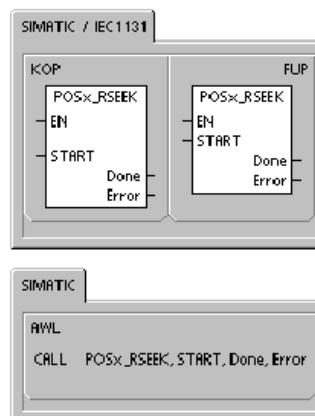 SIMATIC / IEC1131
KOP
FUP
POSx_RSEEK
EN
START
Done
Error
POSx_RSEEK
EN
START
Done
Error
SIMATIC
AWL
CALL POSx_RSEEK, START, Done, Error